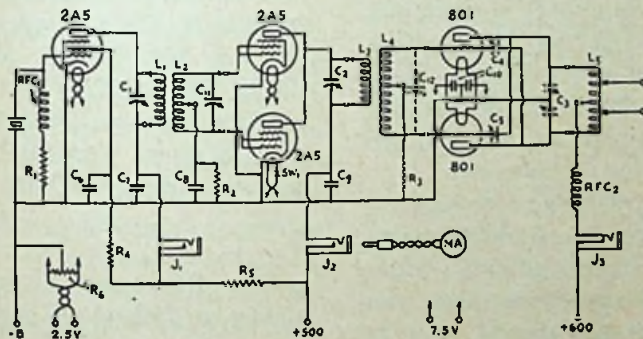 2A5 2A5 801
RFC1 C1 L1 L2 C11 C2 L3 L4 C4 C12 C10 C3 L5
C5
2A5 801
R1 C6 C7 C8 R2 SW1 C9 R3 RFC2
R4 J1 R5 J2 MA J3
R6
-B 2.5V +500 7.5V +600